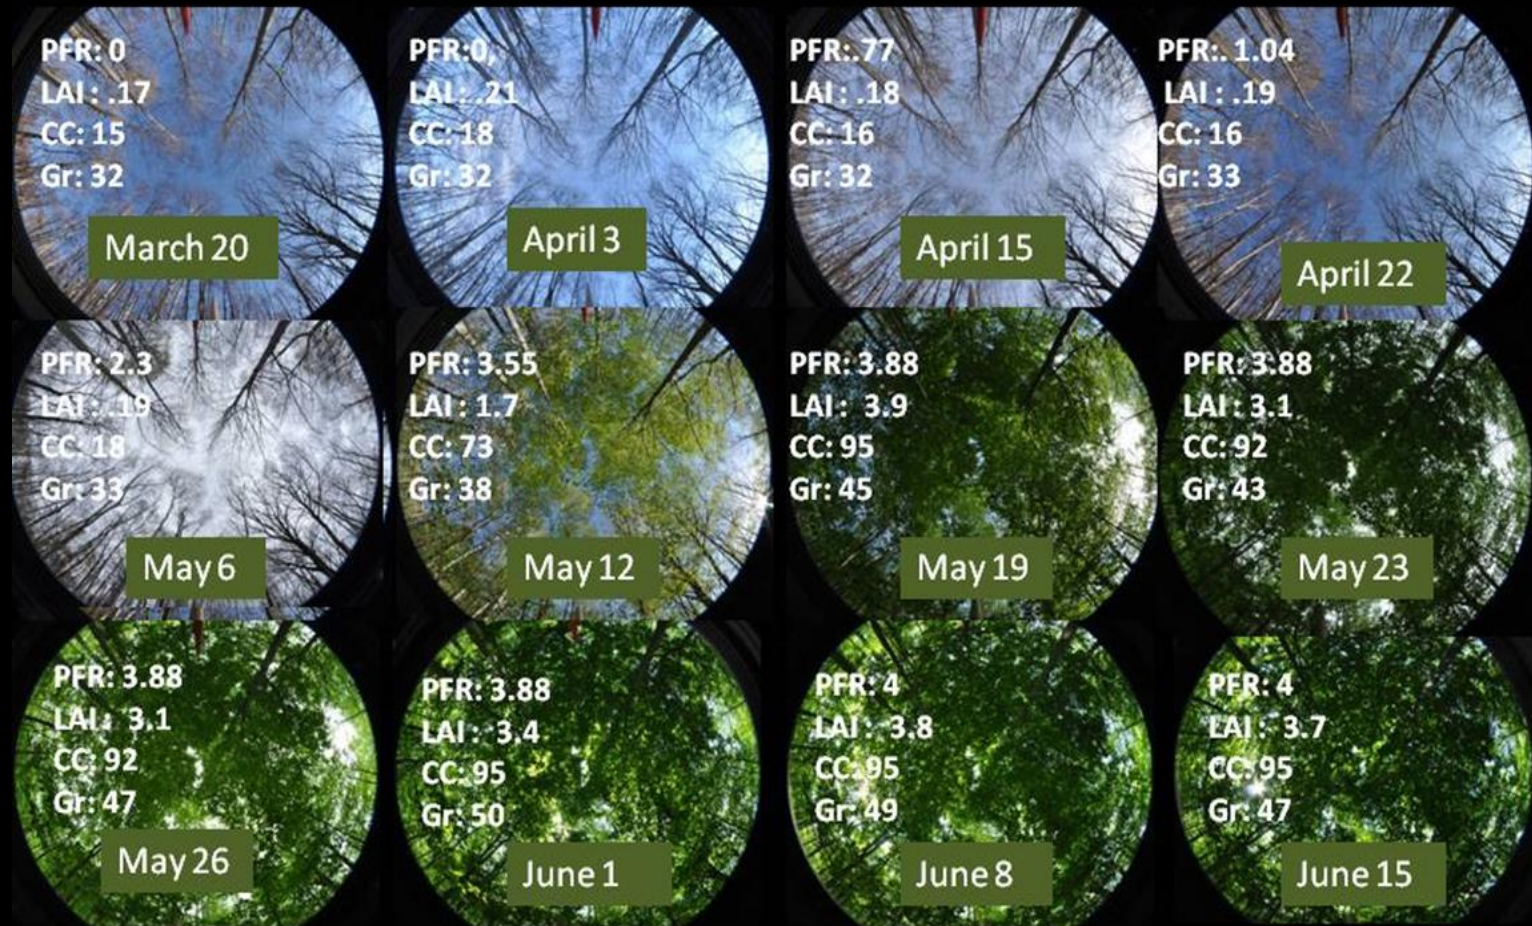 PFR: 0
LAI : .17
CC: 15
Gr: 32
March 20
PFR:0,
LAI: .21
CC: 18
Gr: 32
April 3
PFR:.77
LAI : .18
CC: 16
Gr: 32
April 15
PFR:. 1.04
LAI : .19
CC: 16
Gr: 33
April 22
PFR: 2.3
LAI: .19
CC: 18
Gr: 33
May 6
PFR: 3.55
LAI : 1.7
CC: 73
Gr: 38
May 12
PFR: 3.88
LAI : 3.9
CC: 95
Gr: 45
May 19
PFR: 3.88
LAI : 3.1
CC: 92
Gr: 43
May 23
PFR: 3.88
LAI : 3.1
CC: 92
Gr: 47
May 26
PFR: 3.88
LAI : 3.4
CC: 95
Gr: 50
June 1
PFR: 4
LAI : 3.8
CC: 95
Gr: 49
June 8
PFR: 4
LAI : 3.7
CC: 95
Gr: 47
June 15